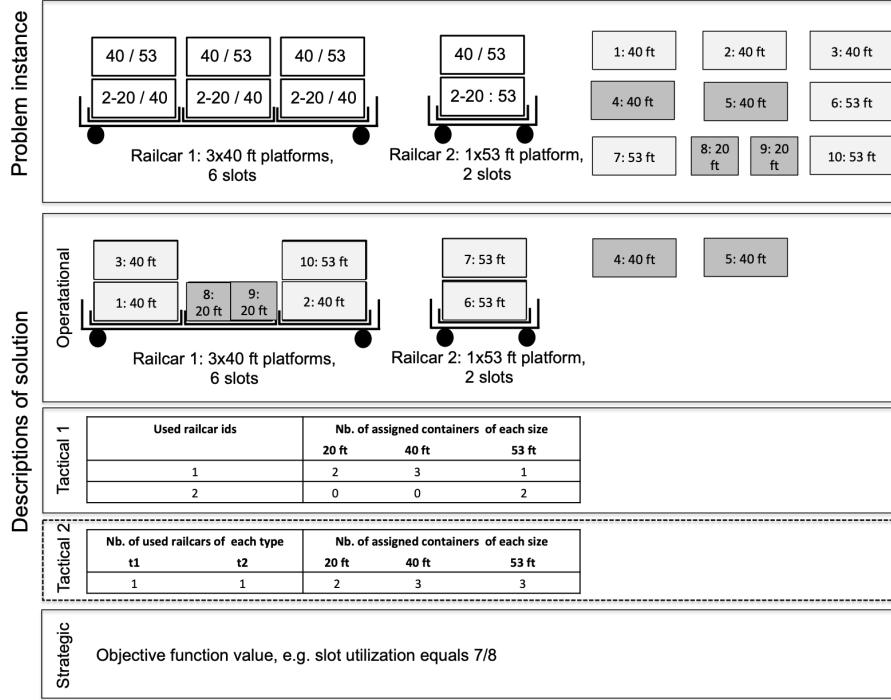 Problem instance
40 / 53 40 / 53 40 / 53
2-20 / 40 2-20 / 40 2-20 / 40
Railcar 1: 3x40 ft platforms,
6 slots
40 / 53
2-20 : 53
Railcar 2: 1x53 ft platform,
2 slots
1: 40 ft 2: 40 ft 3: 40 ft
4: 40 ft 5: 40 ft 6: 53 ft
7: 53 ft 8: 20 ft 9: 20 ft 10: 53 ft
Descriptions of solution
Operatational
3: 40 ft 10: 53 ft
1: 40 ft 8: 20 ft 9: 20 ft 2: 40 ft
Railcar 1: 3x40 ft platforms,
6 slots
7: 53 ft
6: 53 ft
Railcar 2: 1x53 ft platform,
2 slots
4: 40 ft 5: 40 ft
Tactical 1
Used railcar ids Nb. of assigned containers of each size
20 ft 40 ft 53 ft
1 2 3 1
2 0 0 2
Tactical 2
Nb. of used railcars of each type Nb. of assigned containers of each size
t1 t2 20 ft 40 ft 53 ft
1 1 2 3 3
Strategic
Objective function value, e.g. slot utilization equals 7/8